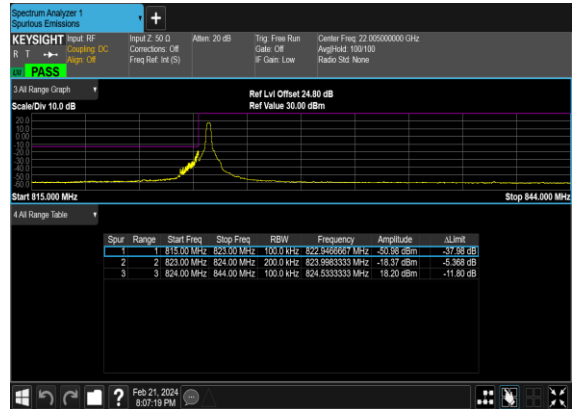 Spectrum Analyzer 1
Spurious Emissions
KEYSIGHT Input: RF Input Z: 50 Ω Atten: 20 dB Trig: Free Run Center Freq: 22.005000000 GHz
R T Coupling: DC Corrections: Off Gate: Off Avg|Hold: 100/100
Align: Off Freq Ref: Int (S) IF Gain: Low Radio Std: None
PASS
3 All Range Graph
Ref Lvl Offset 24.80 dB
Scale/Div 10.0 dB Ref Value 30.00 dBm
20.0
10.0
0.00
-10.0
-20.0
-30.0
-40.0
-50.0
-60.0
Start 815.000 MHz Stop 844.000 MHz
4 All Range Table
Spur Range Start Freq Stop Freq RBW Frequency Amplitude ΔLimit
1 1 815.00 MHz 823.00 MHz 100.0 kHz 822.9466667 MHz -50.98 dBm -37.98 dB
2 2 823.00 MHz 824.00 MHz 200.0 kHz 823.9983333 MHz -18.37 dBm -5.368 dB
3 3 824.00 MHz 844.00 MHz 100.0 kHz 824.5333333 MHz 18.20 dBm -11.80 dB
? Feb 21, 2024
8:07:19 PM